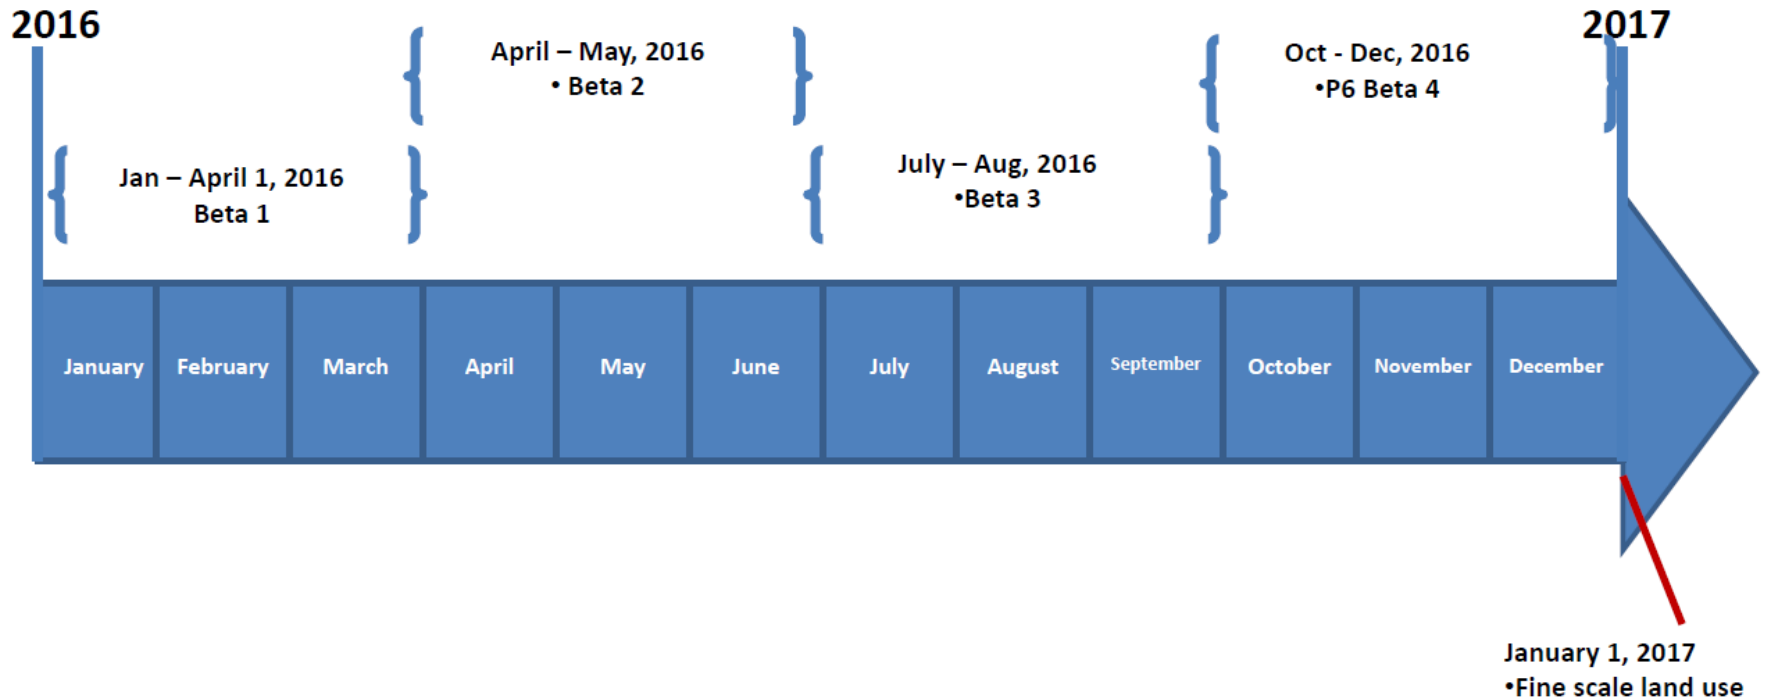 2016
2017
April – May, 2016
• Beta 2
Oct - Dec, 2016
•P6 Beta 4
Jan – April 1, 2016
Beta 1
July – Aug, 2016
•Beta 3
January
February
March
April
May
June
July
August
September
October
November
December
January 1, 2017
•Fine scale land use